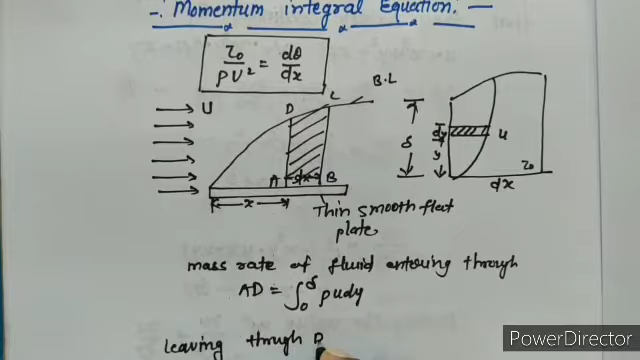 -: Momentum integral Equation. -
τ₀/ρU² = dθ/dx
B.L
U
D
C
δ
dy
y
u
τ₀
A
dx
B
dx
x
Thin smooth flat
plate
mass rate of fluid entering through
AD = ∫₀^δ ρudy
leaving through B
PowerDirector